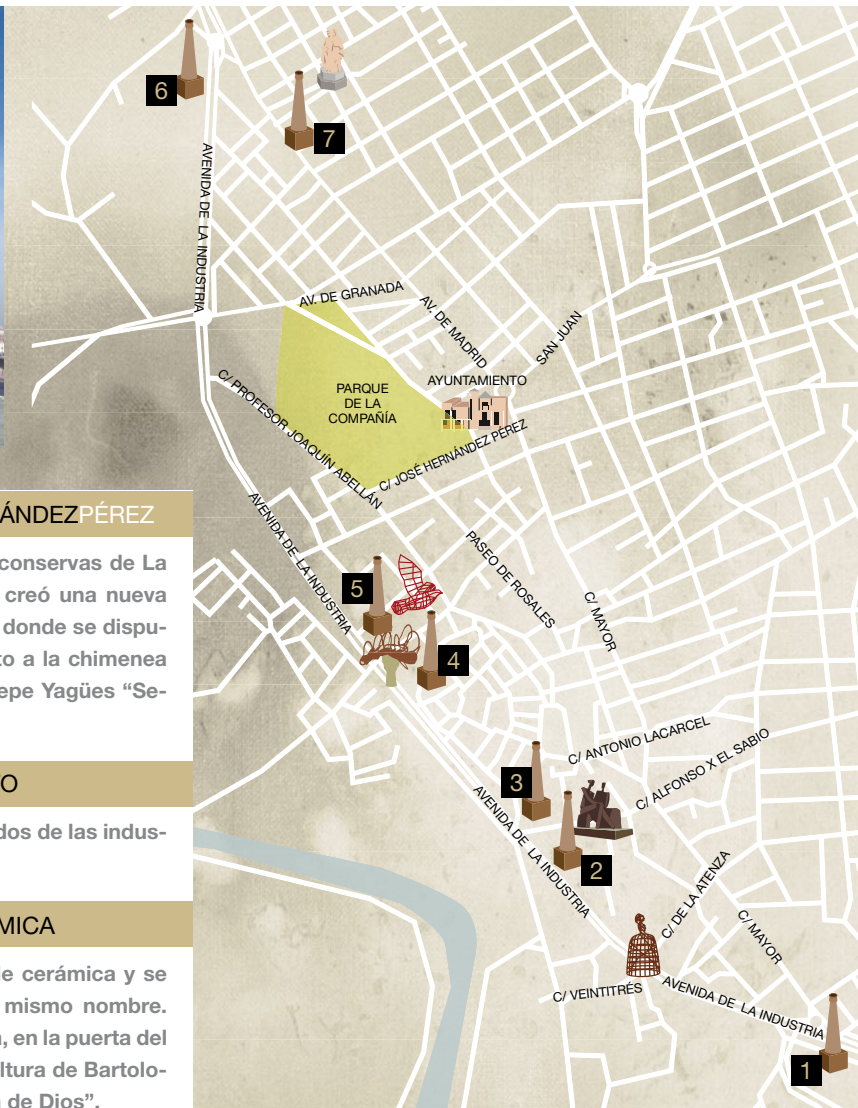 6
7
AVENIDA DE LA INDUSTRIA
AV. DE GRANADA
AV. DE MADRID
SAN JUAN
AYUNTAMIENTO
PARQUE
DE LA
COMPAÑÍA
C/ PROFESOR JOAQUÍN ABELLÁN
C/ JOSÉ HERNÁNDEZ PÉREZ
AVENIDA DE LA INDUSTRIA
PASEO DE ROSALES
C/ MAYOR
5
4
C/ ANTONIO LACARCEL
C/ ALFONSO X EL SABIO
3
AVENIDA DE LA INDUSTRIA
2
C/ DE LA ATENZA
C/ MAYOR
C/ VEINTITRÉS
AVENIDA DE LA INDUSTRIA
1
ÁNDEZPÉREZ
conservas de La
creó una nueva
donde se dispu-
to a la chimenea
epe Yagües “Se-
TO
dos de las indus-
MICA
de cerámica y se
mismo nombre.
, en la puerta del
ltura de Bartolo-
de Dios”.